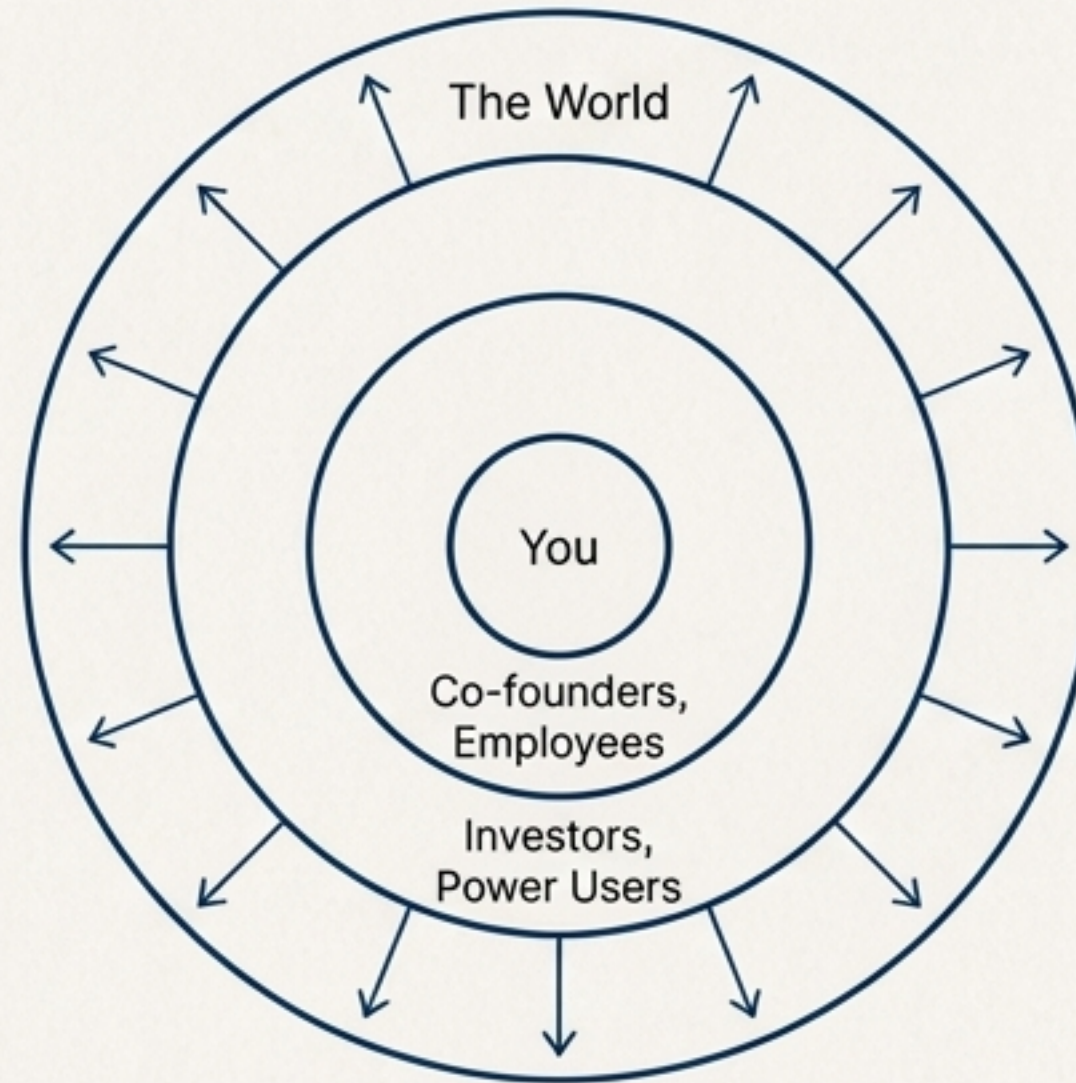 The World
You
Co-founders,
Employees
Investors,
Power Users